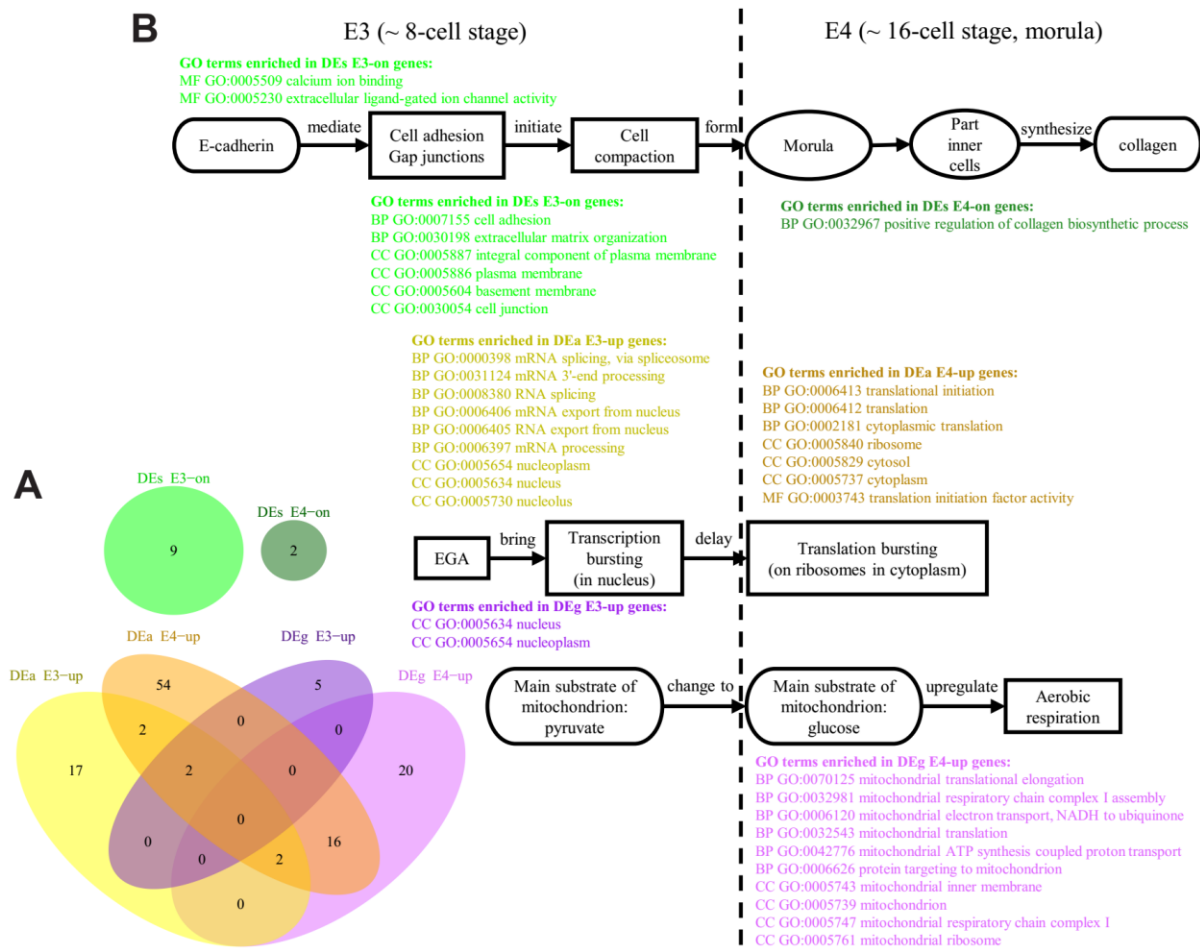 B
E3 (~ 8-cell stage)
E4 (~ 16-cell stage, morula)
GO terms enriched in DEs E3-on genes:
MF GO:0005509 calcium ion binding
MF GO:0005230 extracellular ligand-gated ion channel activity
E-cadherin
mediate
Cell adhesion
Gap junctions
initiate
Cell
compaction
form
Morula
Part
inner
cells
synthesize
collagen
GO terms enriched in DEs E3-on genes:
BP GO:0007155 cell adhesion
BP GO:0030198 extracellular matrix organization
CC GO:0005887 integral component of plasma membrane
CC GO:0005886 plasma membrane
CC GO:0005604 basement membrane
CC GO:0030054 cell junction
GO terms enriched in DEs E4-on genes:
BP GO:0032967 positive regulation of collagen biosynthetic process
GO terms enriched in DEa E3-up genes:
BP GO:0000398 mRNA splicing, via spliceosome
BP GO:0031124 mRNA 3'-end processing
BP GO:0008380 RNA splicing
BP GO:0006406 mRNA export from nucleus
BP GO:0006405 RNA export from nucleus
BP GO:0006397 mRNA processing
CC GO:0005654 nucleoplasm
CC GO:0005634 nucleus
CC GO:0005730 nucleolus
GO terms enriched in DEa E4-up genes:
BP GO:0006413 translational initiation
BP GO:0006412 translation
BP GO:0002181 cytoplasmic translation
CC GO:0005840 ribosome
CC GO:0005829 cytosol
CC GO:0005737 cytoplasm
MF GO:0003743 translation initiation factor activity
EGA
bring
Transcription
bursting
(in nucleus)
delay
Translation bursting
(on ribosomes in cytoplasm)
GO terms enriched in DEg E3-up genes:
CC GO:0005634 nucleus
CC GO:0005654 nucleoplasm
Main substrate of
mitochondrion:
pyruvate
change to
Main substrate of
mitochondrion:
glucose
upregulate
Aerobic
respiration
GO terms enriched in DEg E4-up genes:
BP GO:0070125 mitochondrial translational elongation
BP GO:0032981 mitochondrial respiratory chain complex I assembly
BP GO:0006120 mitochondrial electron transport, NADH to ubiquinone
BP GO:0032543 mitochondrial translation
BP GO:0042776 mitochondrial ATP synthesis coupled proton transport
BP GO:0006626 protein targeting to mitochondrion
CC GO:0005743 mitochondrial inner membrane
CC GO:0005739 mitochondrion
CC GO:0005747 mitochondrial respiratory chain complex I
CC GO:0005761 mitochondrial ribosome
A
DEs E3−on
DEs E4−on
9
2
DEa E4−up
DEg E3−up
DEa E3−up
DEg E4−up
54
5
2
0
0
17
2
0
20
0
0
0
2
16
0